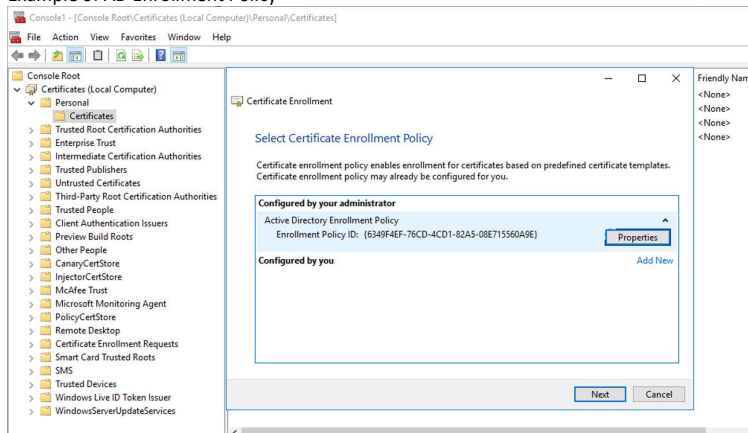 Console1 - [Console Root\Certificates (Local Computer)\Personal\Certificates]
File Action View Favorites Window Help
Console Root
Certificates (Local Computer)
Personal
Certificates
Trusted Root Certification Authorities
Enterprise Trust
Intermediate Certification Authorities
Trusted Publishers
Untrusted Certificates
Third-Party Root Certification Authorities
Trusted People
Client Authentication Issuers
Preview Build Roots
Other People
CanaryCertStore
InjectorCertStore
McAfee Trust
Microsoft Monitoring Agent
PolicyCertStore
Remote Desktop
Certificate Enrollment Requests
Smart Card Trusted Roots
SMS
Trusted Devices
Windows Live ID Token Issuer
WindowsServerUpdateServices
Certificate Enrollment
Select Certificate Enrollment Policy
Certificate enrollment policy enables enrollment for certificates based on predefined certificate templates.
Certificate enrollment policy may already be configured for you.
Configured by your administrator
Active Directory Enrollment Policy
Enrollment Policy ID: {6349F4EF-76CD-4CD1-82A5-08E715560A9E}
Properties
Configured by you
Add New
Next Cancel
Friendly Nam
<None>
<None>
<None>
<None>